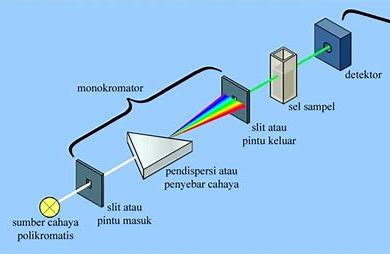 monokromator
detektor
sel sampel
slit atau
pintu keluar
pendispersi atau
penyebar cahaya
slit atau
pintu masuk
sumber cahaya
polikromatis